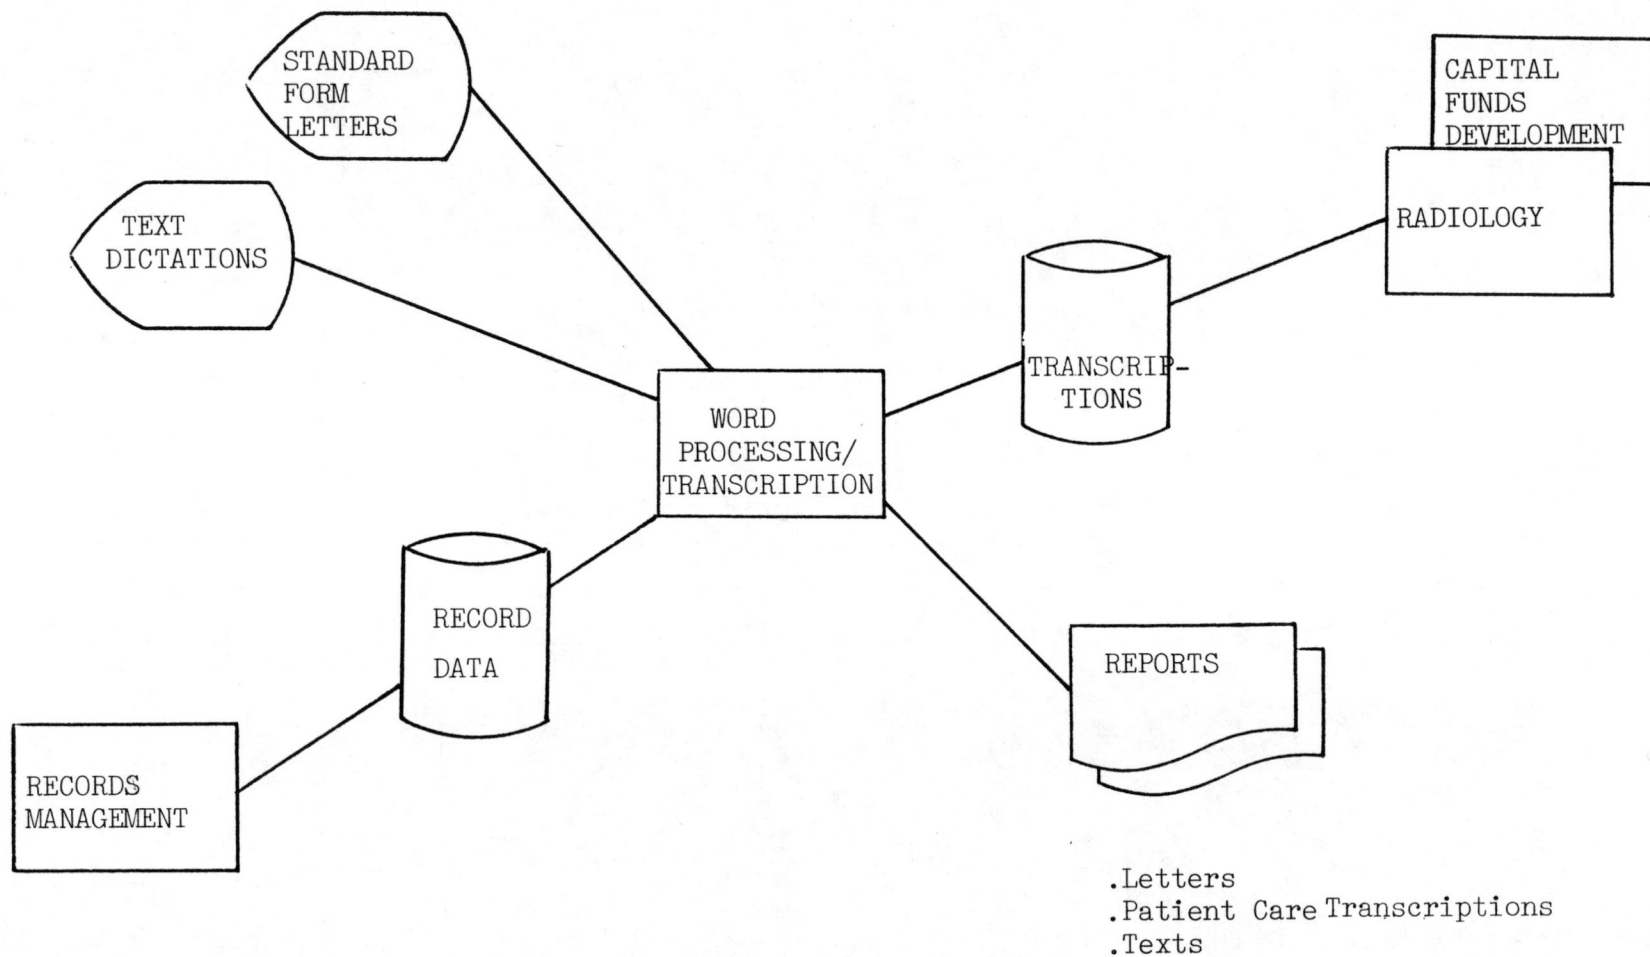 STANDARD
FORM
LETTERS
CAPITAL
FUNDS
DEVELOPMENT
TEXT
DICTATIONS
RADIOLOGY
TRANSCRIP-
TIONS
WORD
PROCESSING/
TRANSCRIPTION
RECORD
DATA
REPORTS
RECORDS
MANAGEMENT
.Letters
.Patient Care Transcriptions
.Texts